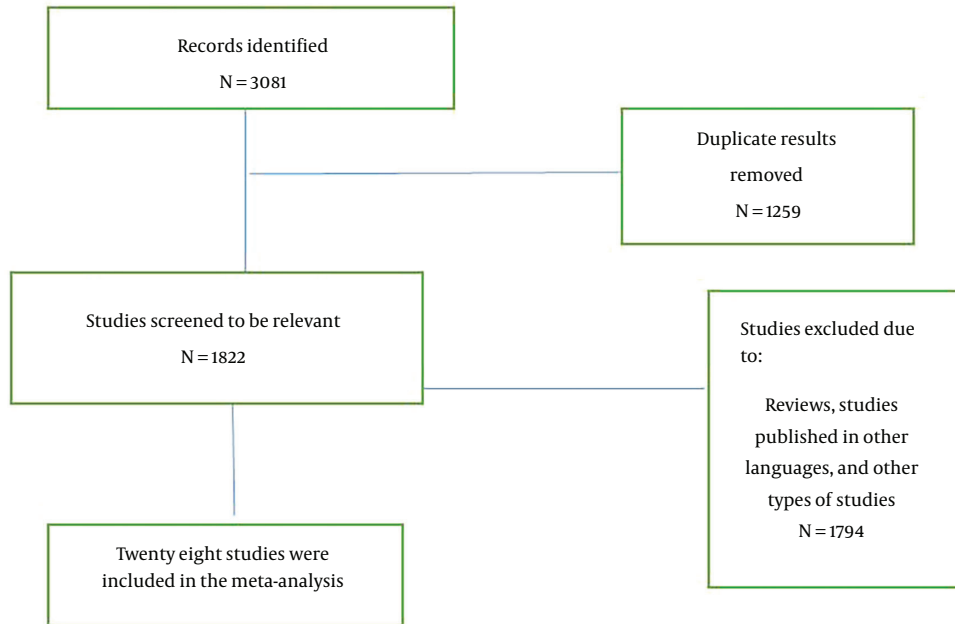 Records identified
N = 3081
Duplicate results
removed
N = 1259
Studies screened to be relevant
N = 1822
Studies excluded due
to:
Reviews, studies
published in other
languages, and other
types of studies
N = 1794
Twenty eight studies were
included in the meta-analysis